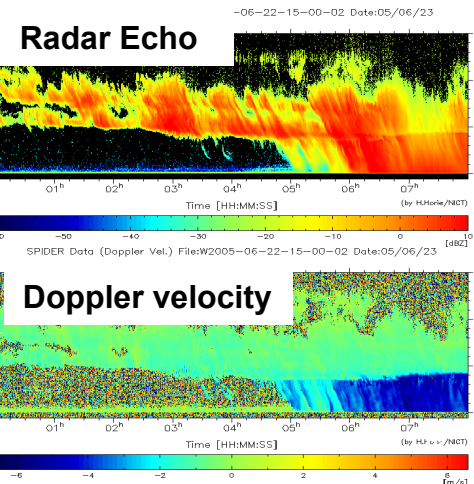 -06-22-15-00-02 Date:05/06/23
Radar Echo
01h 02h 03h 04h 05h 06h 07h
Time [HH:MM:SS]
(by H.Horie/NICT)
-50 -40 -30 -20 -10 0 10
[dBZ]
SPIDER Data (Doppler Vel.) File:W2005-06-22-15-00-02 Date:05/06/23
Doppler velocity
01h 02h 03h 04h 05h 06h 07h
Time [HH:MM:SS]
/NICT)
-6 -4 -2 0 2 4 6
[m/s]